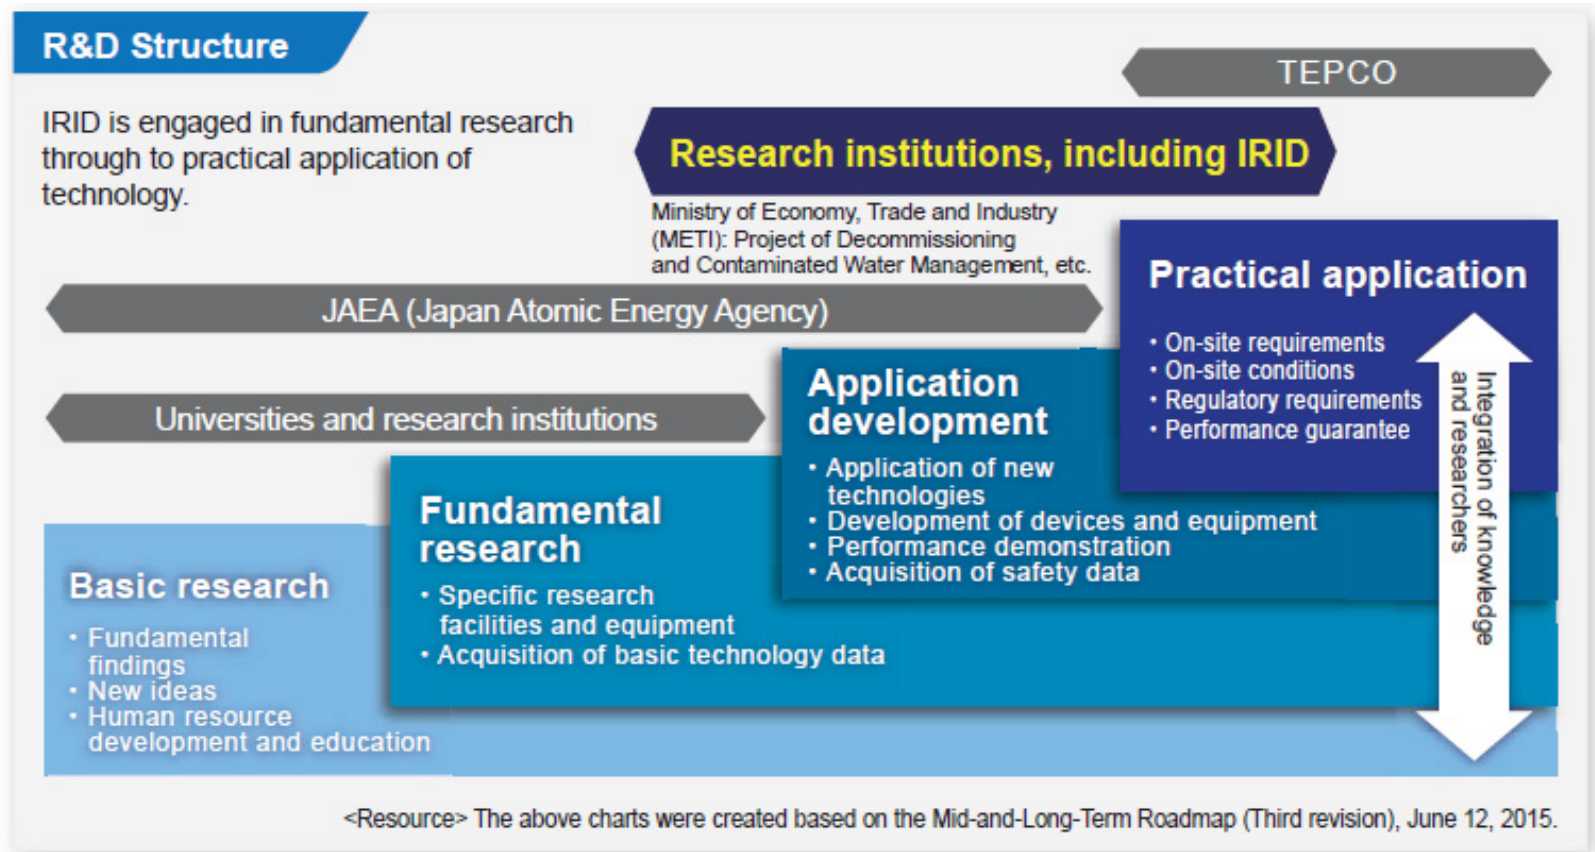 R&D Structure
TEPCO
IRID is engaged in fundamental research
through to practical application of
technology.
Research institutions, including IRID
Ministry of Economy, Trade and Industry
(METI): Project of Decommissioning
and Contaminated Water Management, etc.
JAEA (Japan Atomic Energy Agency)
Universities and research institutions
Practical application
・On-site requirements
・On-site conditions
・Regulatory requirements
・Performance guarantee
Application
development
・Application of new
technologies
・Development of devices and equipment
・Performance demonstration
・Acquisition of safety data
Fundamental
research
・Specific research
facilities and equipment
・Acquisition of basic technology data
Basic research
・Fundamental
findings
・New ideas
・Human resource
development and education
Integration of knowledge
and researchers
<Resource> The above charts were created based on the Mid-and-Long-Term Roadmap (Third revision), June 12, 2015.